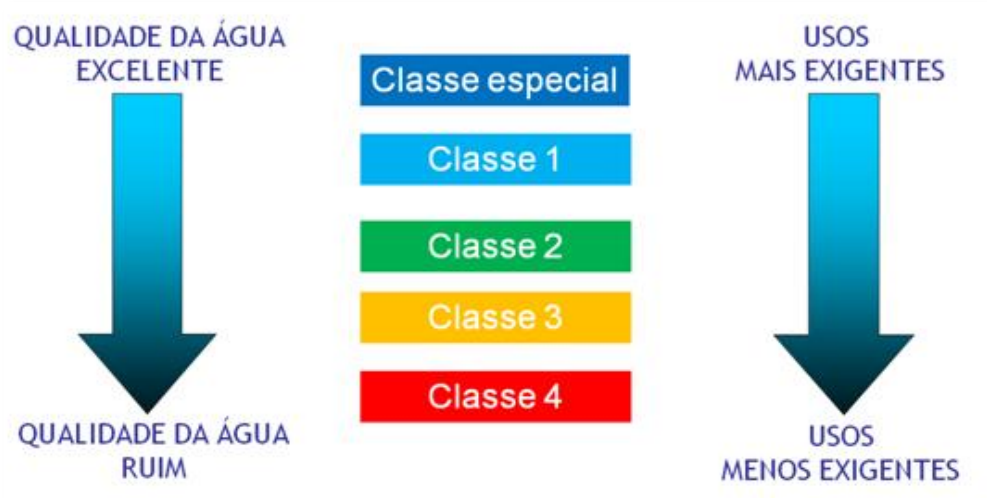 QUALIDADE DA ÁGUA
EXCELENTE
Classe especial
Classe 1
Classe 2
Classe 3
Classe 4
QUALIDADE DA ÁGUA
RUIM
USOS
MAIS EXIGENTES
USOS
MENOS EXIGENTES